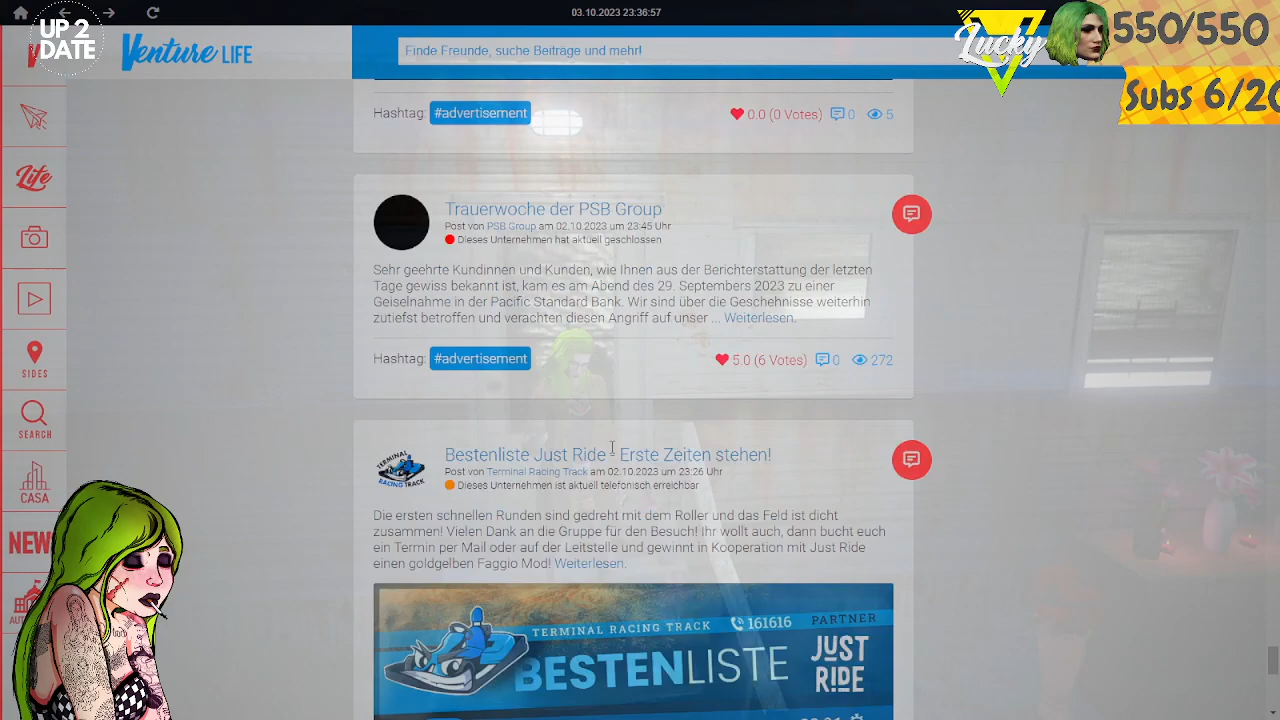 03.10.2023 23:36:57
UP 2
DATE
Venture LIFE
Finde Freunde, suche Beiträge und mehr!
Lucky
550/550
Subs 6/20
Hashtag: #advertisement
0.0 (0 Votes) 0 5
Life
Trauerwoche der PSB Group
Post von PSB Group am 02.10.2023 um 23:45 Uhr
Dieses Unternehmen hat aktuell geschlossen
Sehr geehrte Kundinnen und Kunden, wie Ihnen aus der Berichterstattung der letzten
Tage gewiss bekannt ist, kam es am Abend des 29. Septembers 2023 zu einer
Geiselnahme in der Pacific Standard Bank. Wir sind über die Geschehnisse weiterhin
zutiefst betroffen und verachten diesen Angriff auf unser ... Weiterlesen.
Hashtag: #advertisement
5.0 (6 Votes) 0 272
SIDES
SEARCH
CASA
NEW
TERMINAL
RACING TRACK
Bestenliste Just Ride - Erste Zeiten stehen!
Post von Terminal Racing Track am 02.10.2023 um 23:26 Uhr
Dieses Unternehmen ist aktuell telefonisch erreichbar
Die ersten schnellen Runden sind gedreht mit dem Roller und das Feld ist dicht
zusammen! Vielen Dank an die Gruppe für den Besuch! Ihr wollt auch, dann bucht euch
ein Termin per Mail oder auf der Leitstelle und gewinnt in Kooperation mit Just Ride
einen goldgelben Faggio Mod! Weiterlesen.
TERMINAL RACING TRACK 161616 PARTNER
BESTENLISTE
JUST
RIDE